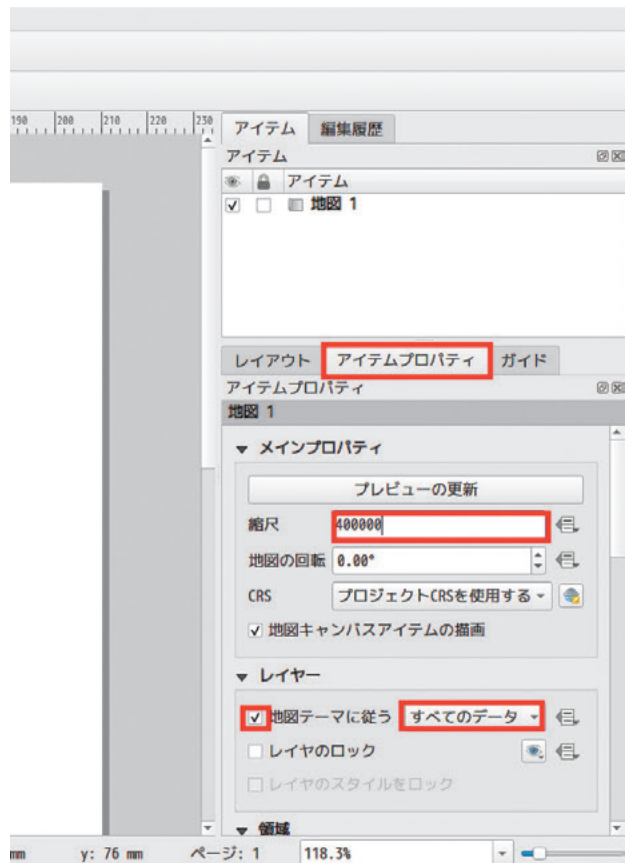 190 200 210 220 230
アイテム 編集履歴
アイテム
アイテム
地図 1
レイアウト アイテムプロパティ ガイド
アイテムプロパティ
地図 1
メインプロパティ
プレビューの更新
縮尺 400000
地図の回転 0.00°
CRS プロジェクトCRSを使用する
地図キャンバスアイテムの描画
レイヤー
地図テーマに従う すべてのデータ
レイヤのロック
レイヤのスタイルをロック
領域
mm y: 76 mm ページ: 1 118.3%